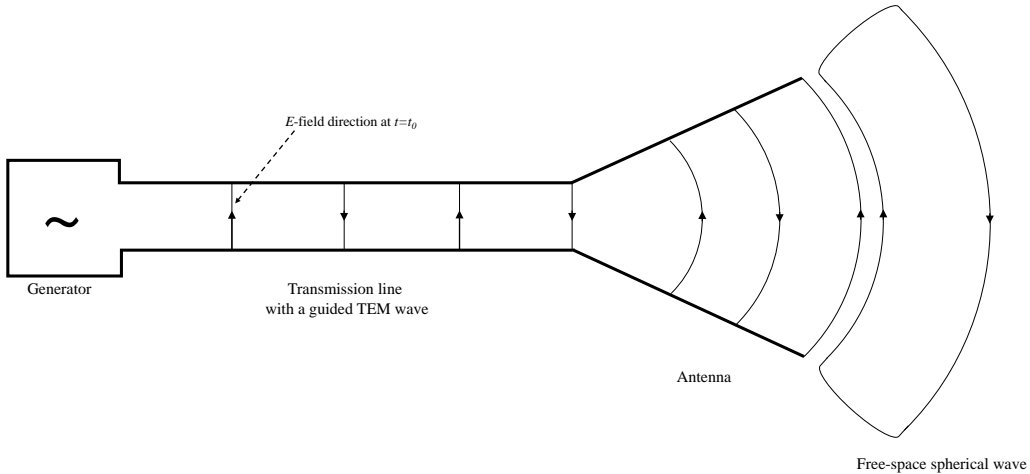 E-field direction at t=t₀
~
Generator
Transmission line
with a guided TEM wave
Antenna
Free-space spherical wave